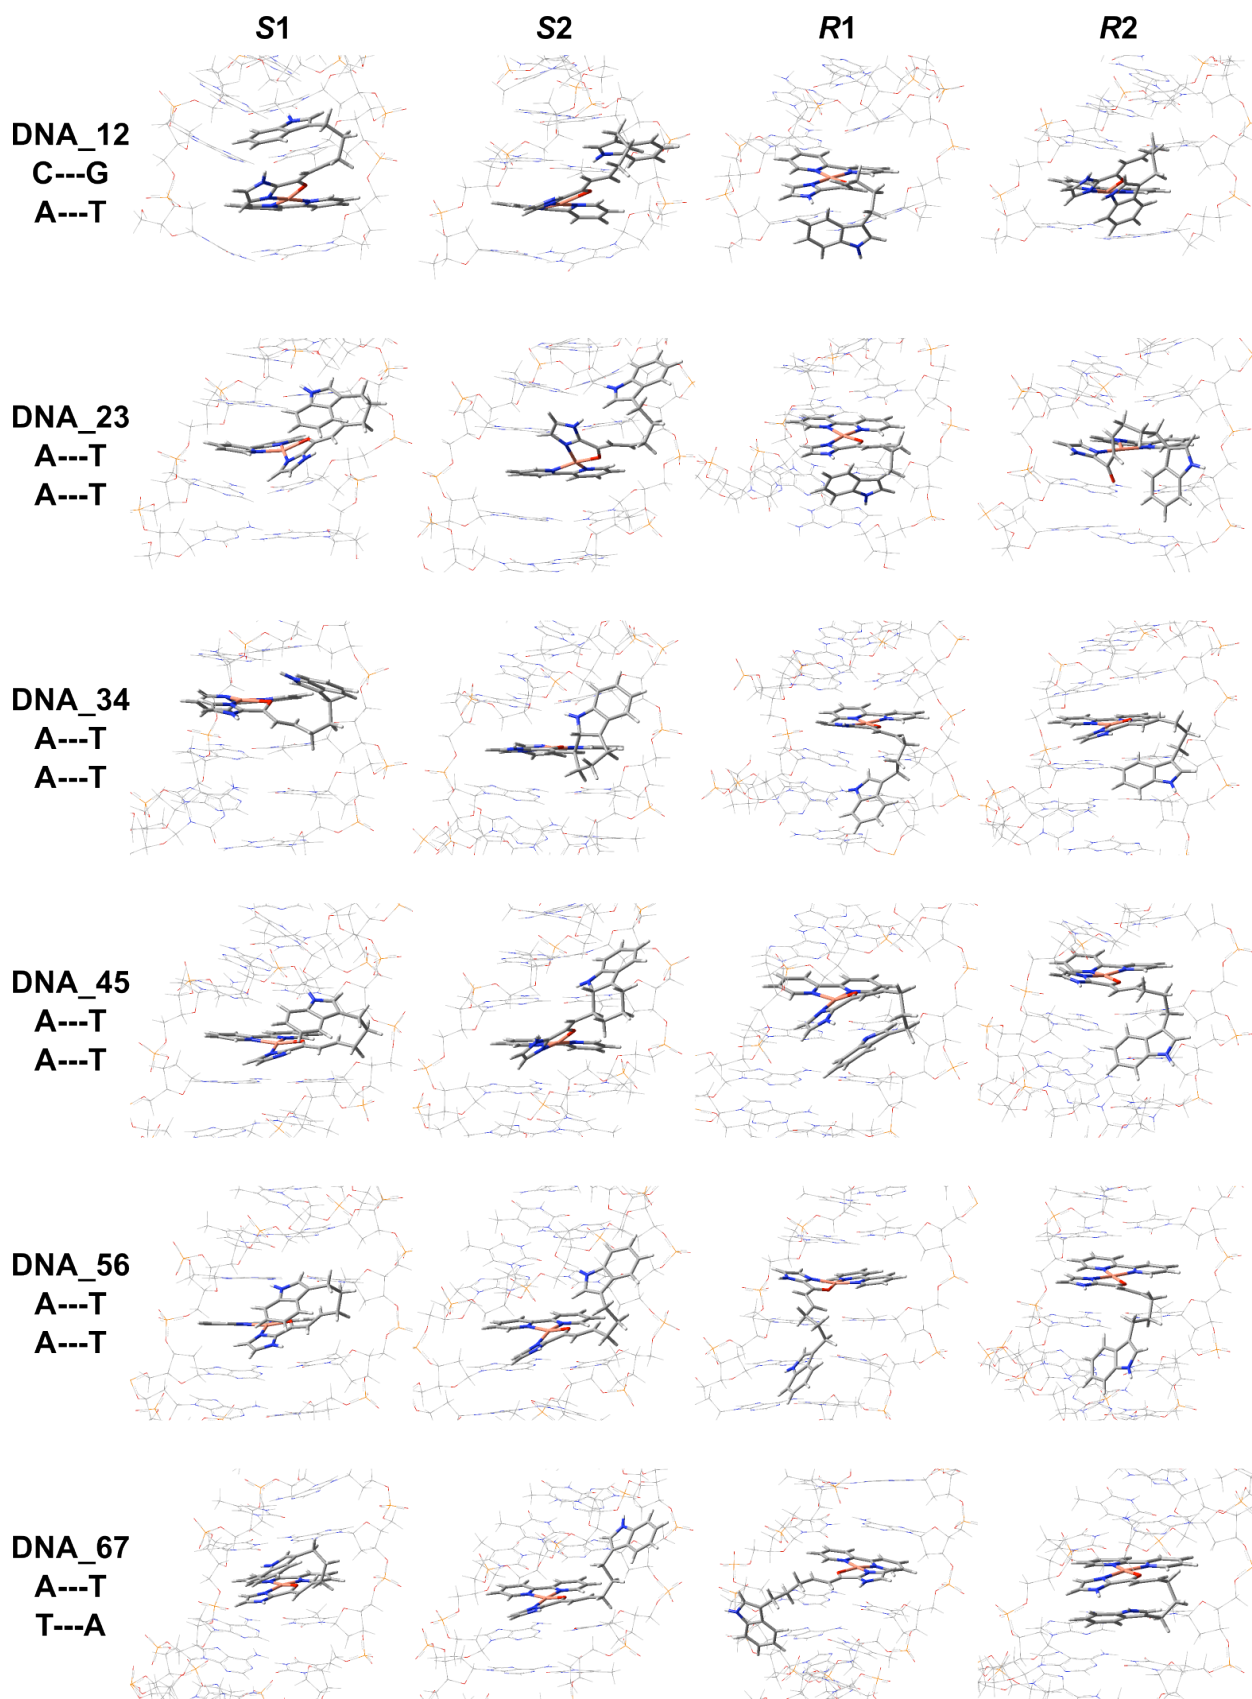 S1 S2 R1 R2
DNA_12
C---G
A---T
DNA_23
A---T
A---T
DNA_34
A---T
A---T
DNA_45
A---T
A---T
DNA_56
A---T
A---T
DNA_67
A---T
T---A